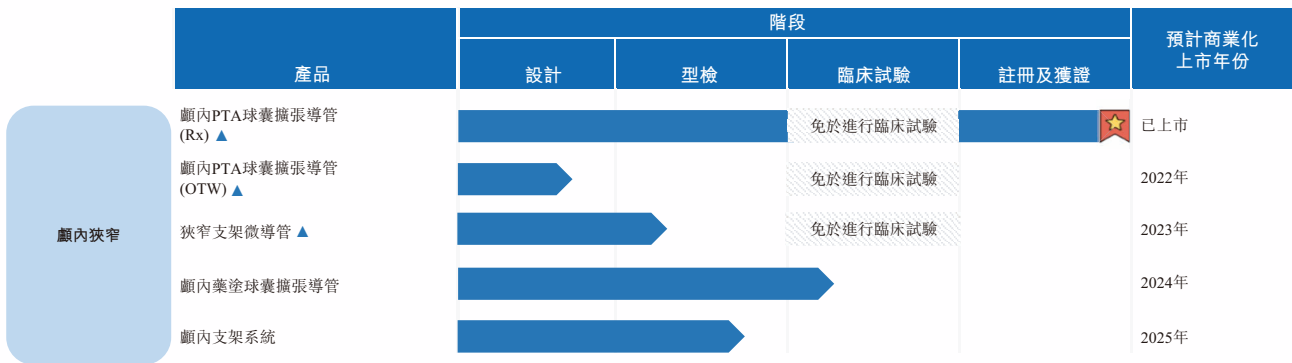 階段
預計商業化
上市年份
產品
設計
型檢
臨床試驗
註冊及獲證
顱內狹窄
顱內PTA球囊擴張導管
(Rx) ▲
免於進行臨床試驗
已上市
顱內PTA球囊擴張導管
(OTW) ▲
免於進行臨床試驗
2022年
狹窄支架微導管 ▲
免於進行臨床試驗
2023年
顱內藥塗球囊擴張導管
2024年
顱內支架系統
2025年